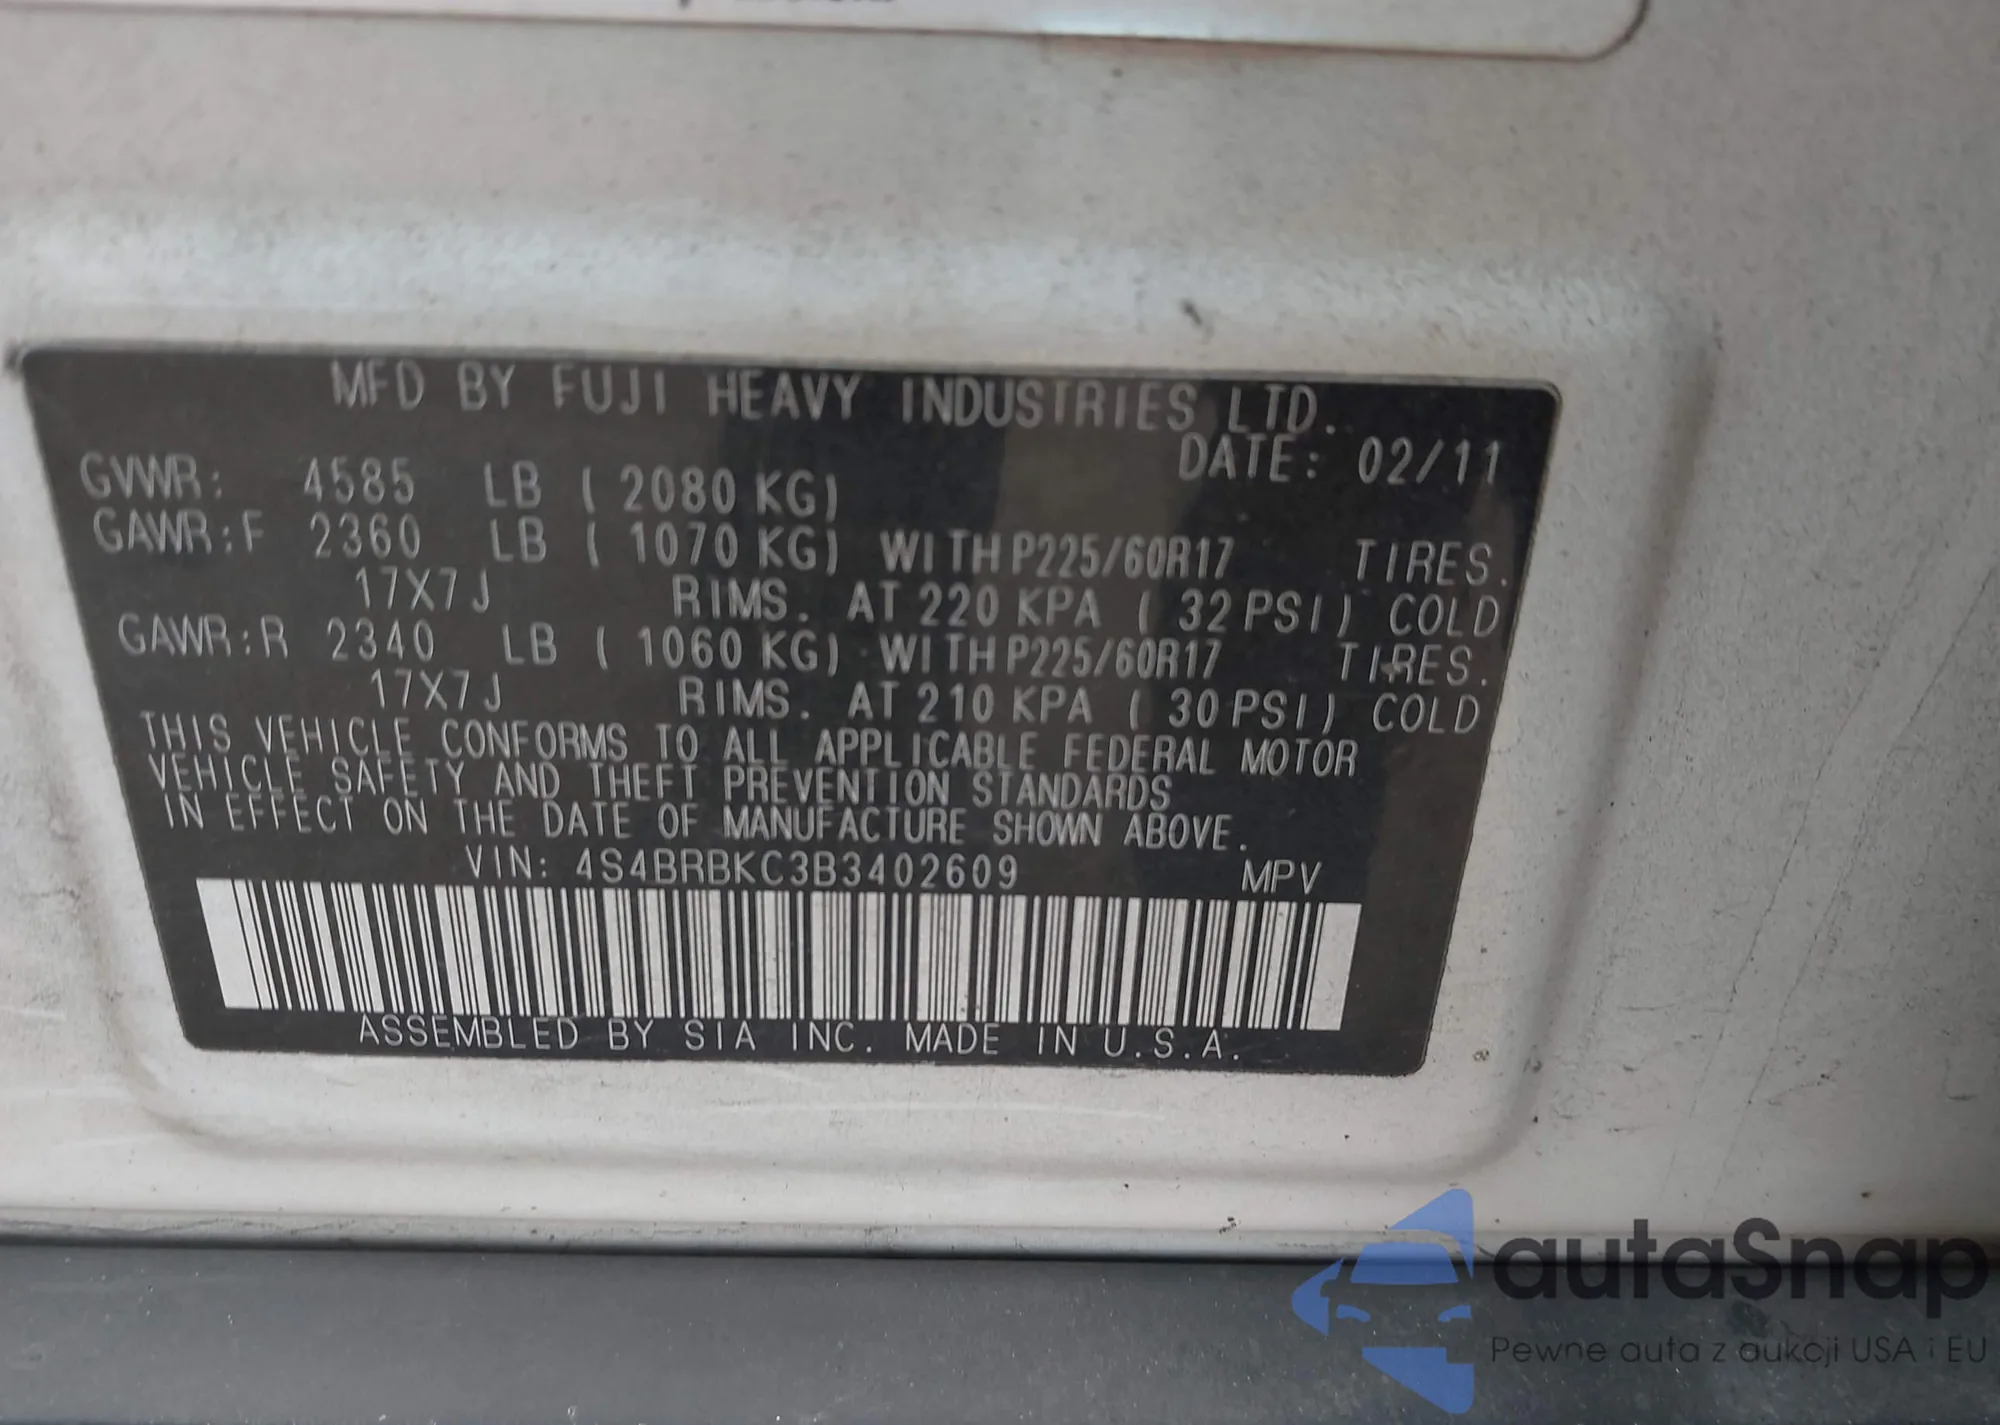 MFD BY FUJI HEAVY INDUSTRIES LTD.
DATE: 02/11
GVWR: 4585 LB ( 2080 KG)
GAWR:F 2360 LB ( 1070 KG) WITH P225/60R17 TIRES.
17X7J RIMS. AT 220 KPA ( 32 PSI) COLD
GAWR:R 2340 LB ( 1060 KG) WITH P225/60R17 TIRES.
17X7J RIMS. AT 210 KPA ( 30 PSI) COLD
THIS VEHICLE CONFORMS TO ALL APPLICABLE FEDERAL MOTOR
VEHICLE SAFETY AND THEFT PREVENTION STANDARDS
IN EFFECT ON THE DATE OF MANUFACTURE SHOWN ABOVE.
VIN: 4S4BRBKC3B3402609 MPV
ASSEMBLED BY SIA INC. MADE IN U.S.A.
autaSnap
Pewne auta z aukcji USA i EU